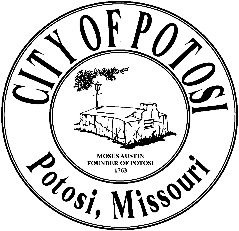 CITY OF POTOSI
MOSES AUSTIN
FOUNDER OF POTOSI
1763
Potosi, Missouri